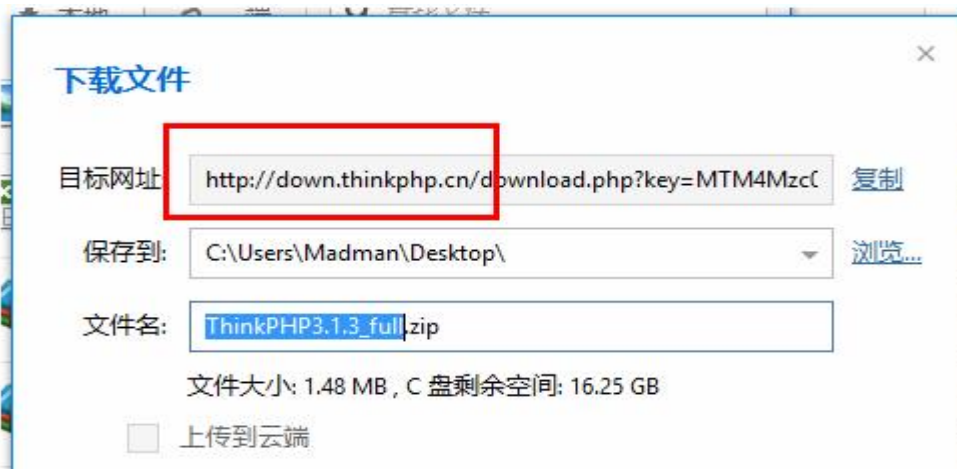 下载文件
目标网址: http://down.thinkphp.cn/download.php?key=MTM4Mzc 复制
保存到: C:\Users\Madman\Desktop\ 浏览...
文件名: ThinkPHP3.1.3_full.zip
文件大小: 1.48 MB , C 盘剩余空间: 16.25 GB
上传到云端